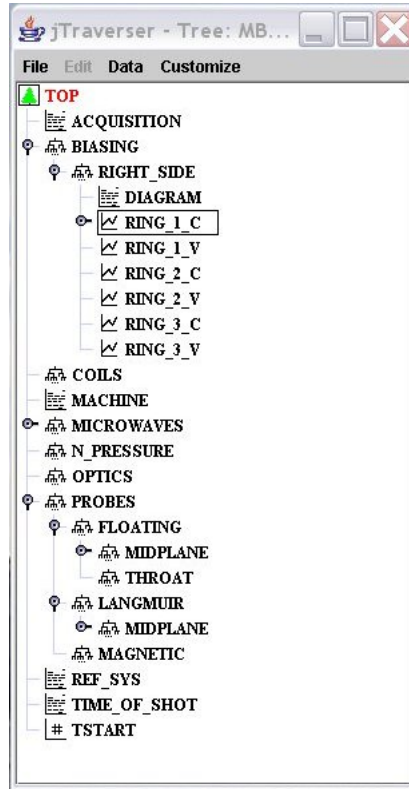 jTraverser - Tree: MB...
File Edit Data Customize
TOP
ACQUISITION
BIASING
RIGHT_SIDE
DIAGRAM
RING_1_C
RING_1_V
RING_2_C
RING_2_V
RING_3_C
RING_3_V
COILS
MACHINE
MICROWAVES
N_PRESSURE
OPTICS
PROBES
FLOATING
MIDPLANE
THROAT
LANGMUIR
MIDPLANE
MAGNETIC
REF_SYS
TIME_OF_SHOT
# TSTART